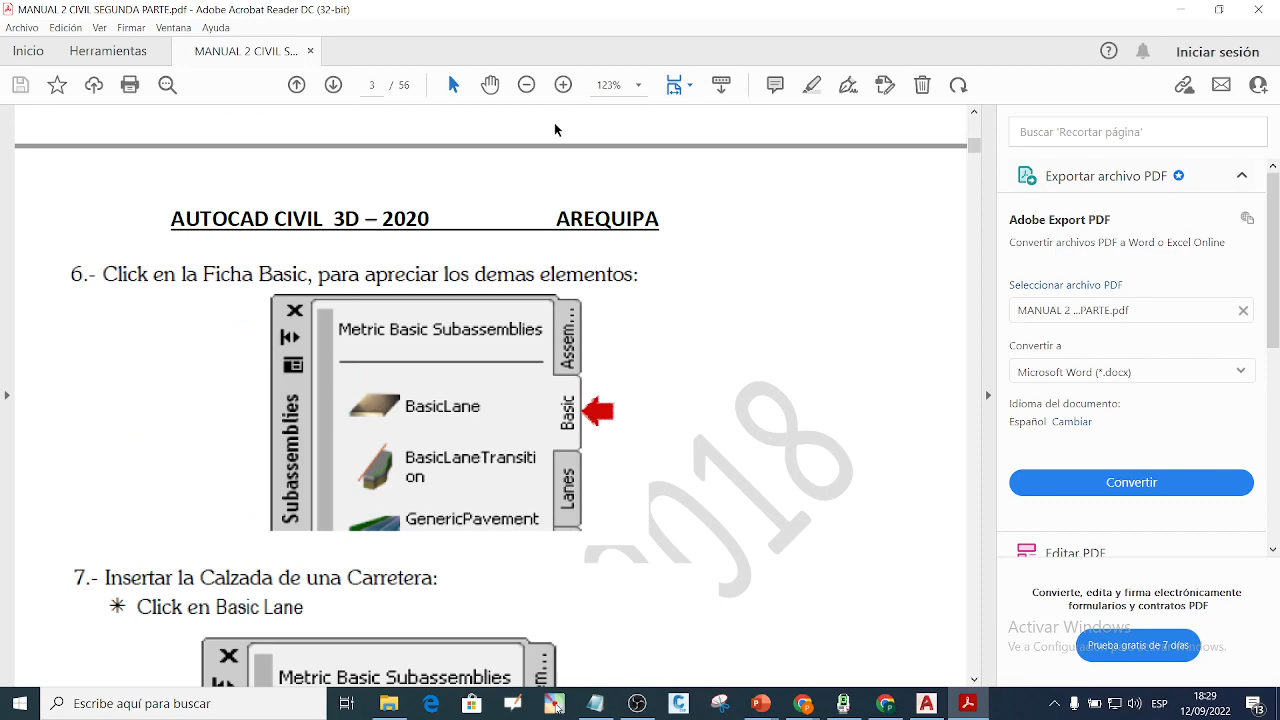 MANUAL 2 CIVIL SEGUNDA PARTE.pdf - Adobe Acrobat Reader DC (32-bit)
Archivo Edición Ver Firmar Ventana Ayuda
Inicio Herramientas MANUAL 2 CIVIL S... × Iniciar sesión
3 / 56 123%
Buscar 'Recortar página'
Exportar archivo PDF
Adobe Export PDF
Convertir archivos PDF a Word o Excel Online
Seleccionar archivo PDF
MANUAL 2 ...PARTE.pdf
Convertir a
Microsoft Word (*.docx)
Idioma del documento:
Español Cambiar
Convertir
Editar PDF
Convierte, edita y firma electrónicamente
formularios y contratos PDF
Prueba gratis de 7 días
Activar Windows
AUTOCAD CIVIL 3D – 2020 AREQUIPA
6.- Click en la Ficha Basic, para apreciar los demas elementos:
Metric Basic Subassemblies
BasicLane
BasicLaneTransiti
on
GenericPavement
Subassemblies
Assem...
Basic
Lanes
2018
7.- Insertar la Calzada de una Carretera:
✳ Click en Basic Lane
Metric Basic Subassemblies
Escribe aquí para buscar
ESP
18:29
12/09/2022
13